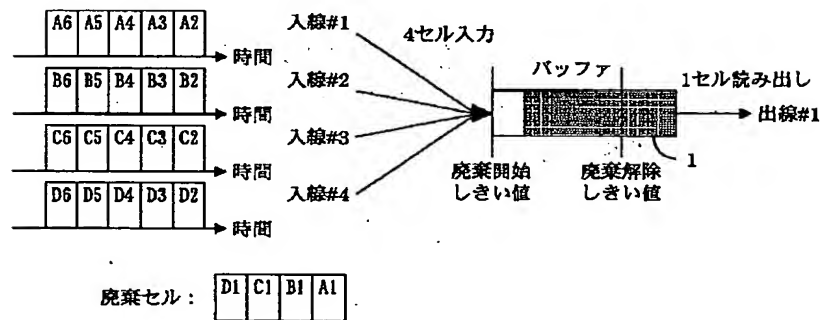 A6 A5 A4 A3 A2
時間
B6 B5 B4 B3 B2
時間
C6 C5 C4 C3 C2
時間
D6 D5 D4 D3 D2
時間
入線#1
入線#2
入線#3
入線#4
4セル入力
バッファ
1セル読み出し
出線#1
1
廃棄開始
しきい値
廃棄解除
しきい値
廃棄セル：
D1 C1 B1 A1